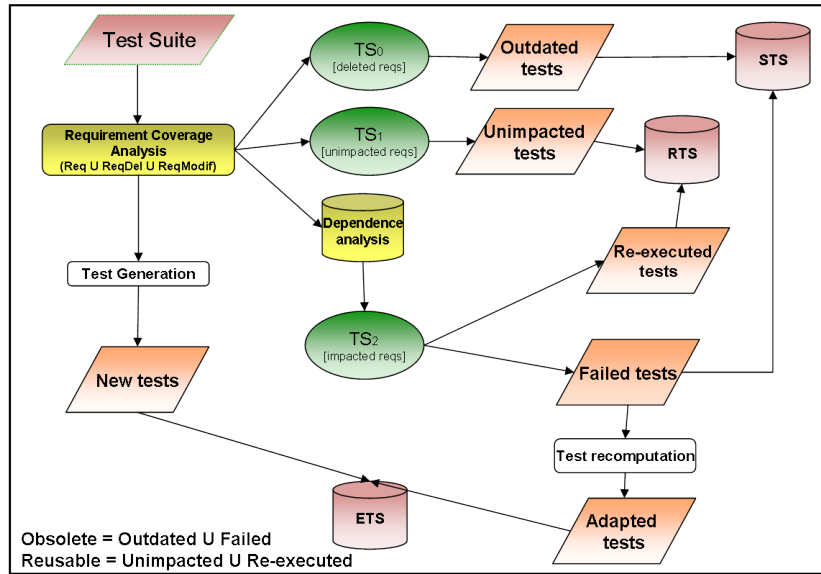 Test Suite
TS0
[deleted reqs]
Outdated
tests
STS
Requirement Coverage
Analysis
(Req U ReqDel U ReqModif)
TS1
[unimpacted reqs]
Unimpacted
tests
RTS
Dependence
analysis
Re-executed
tests
Test Generation
TS2
[impacted reqs]
New tests
Failed tests
Test recomputation
ETS
Adapted
tests
Obsolete = Outdated U Failed
Reusable = Unimpacted U Re-executed